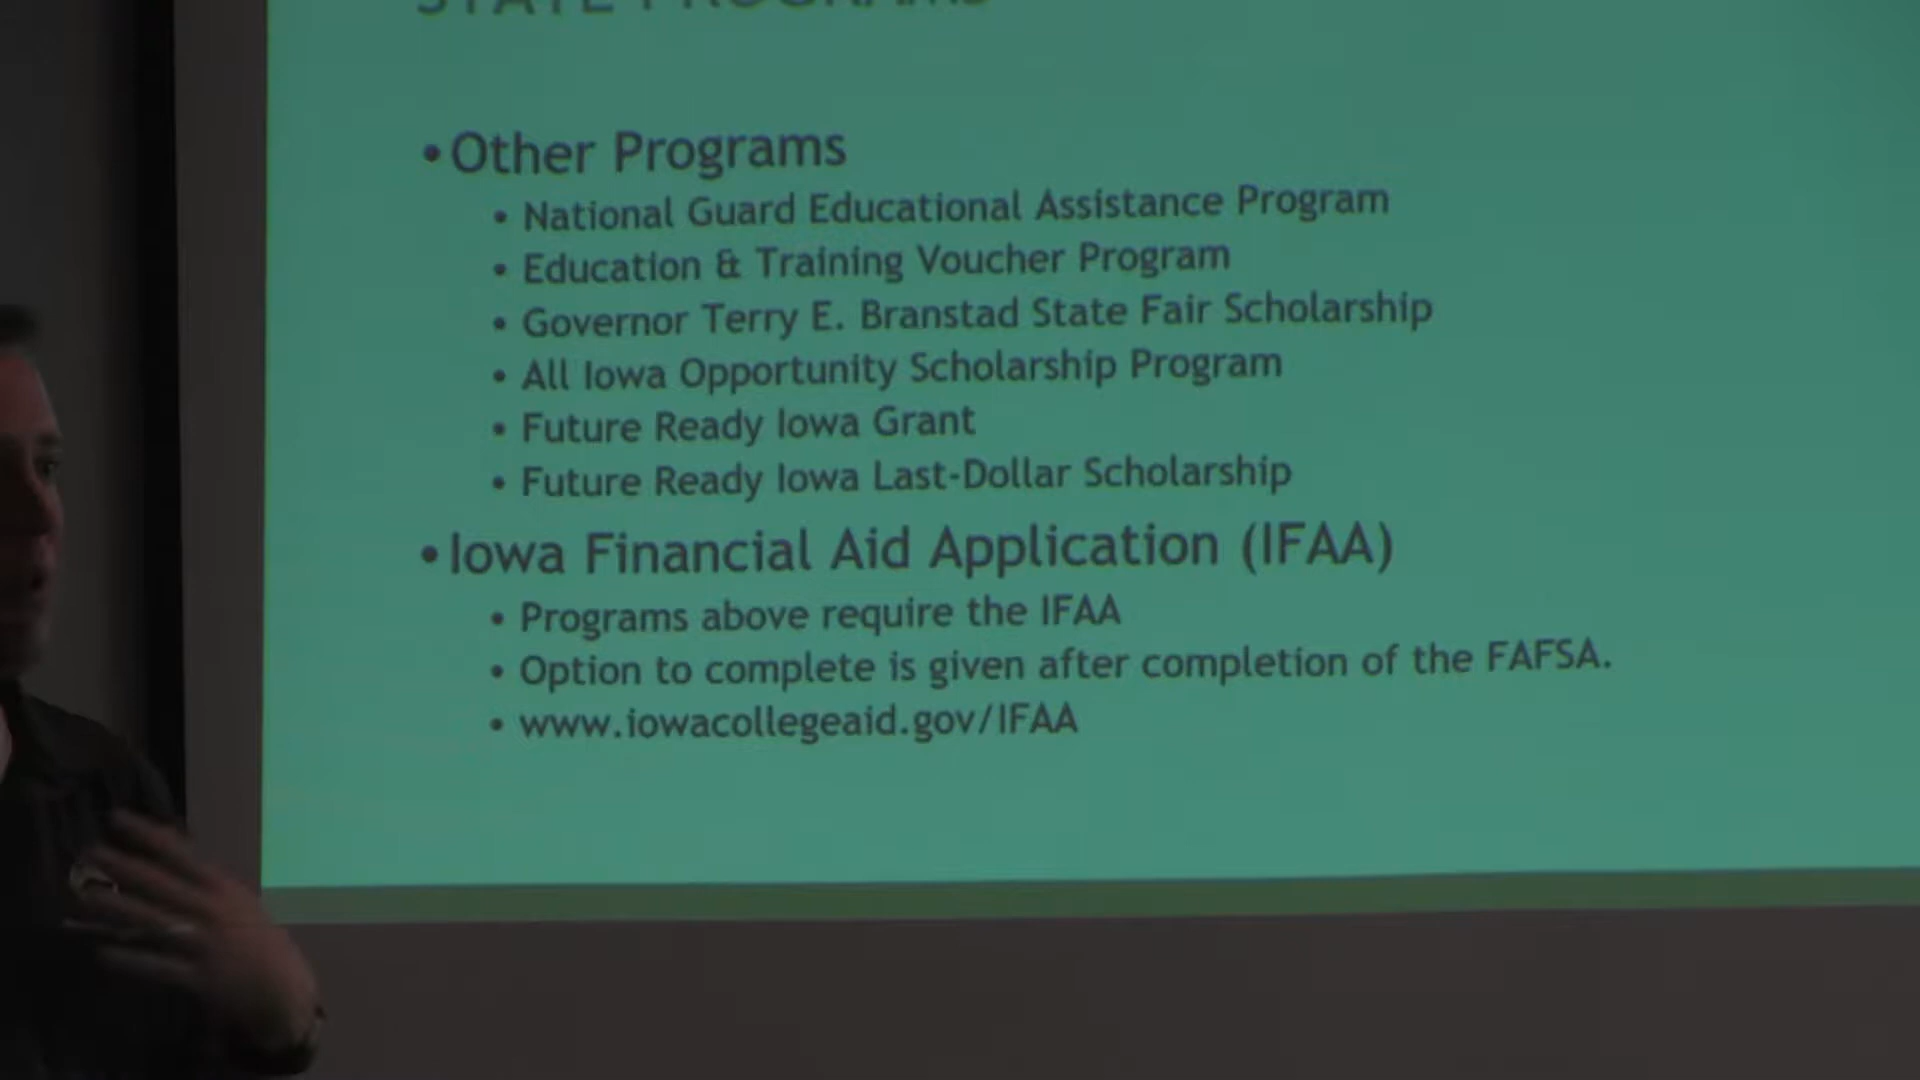 STATE PROGRAMS
• Other Programs
• National Guard Educational Assistance Program
• Education & Training Voucher Program
• Governor Terry E. Branstad State Fair Scholarship
• All Iowa Opportunity Scholarship Program
• Future Ready Iowa Grant
• Future Ready Iowa Last-Dollar Scholarship
• Iowa Financial Aid Application (IFAA)
• Programs above require the IFAA
• Option to complete is given after completion of the FAFSA.
• www.iowacollegeaid.gov/IFAA